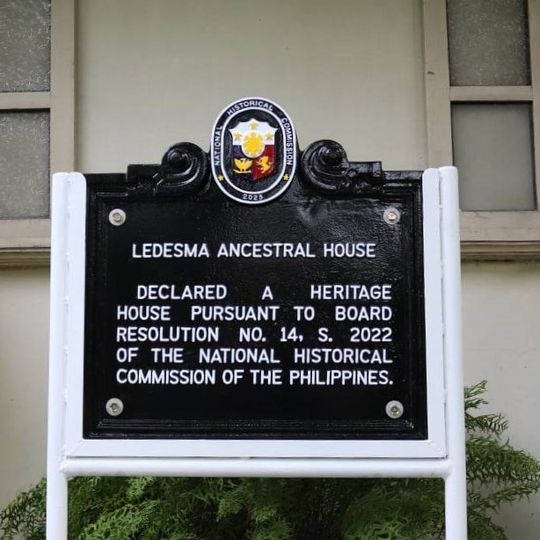 NATIONAL HISTORICAL COMMISSION
2023
LEDESMA ANCESTRAL HOUSE
DECLARED A HERITAGE
HOUSE PURSUANT TO BOARD
RESOLUTION NO. 14, S. 2022
OF THE NATIONAL HISTORICAL
COMMISSION OF THE PHILIPPINES.